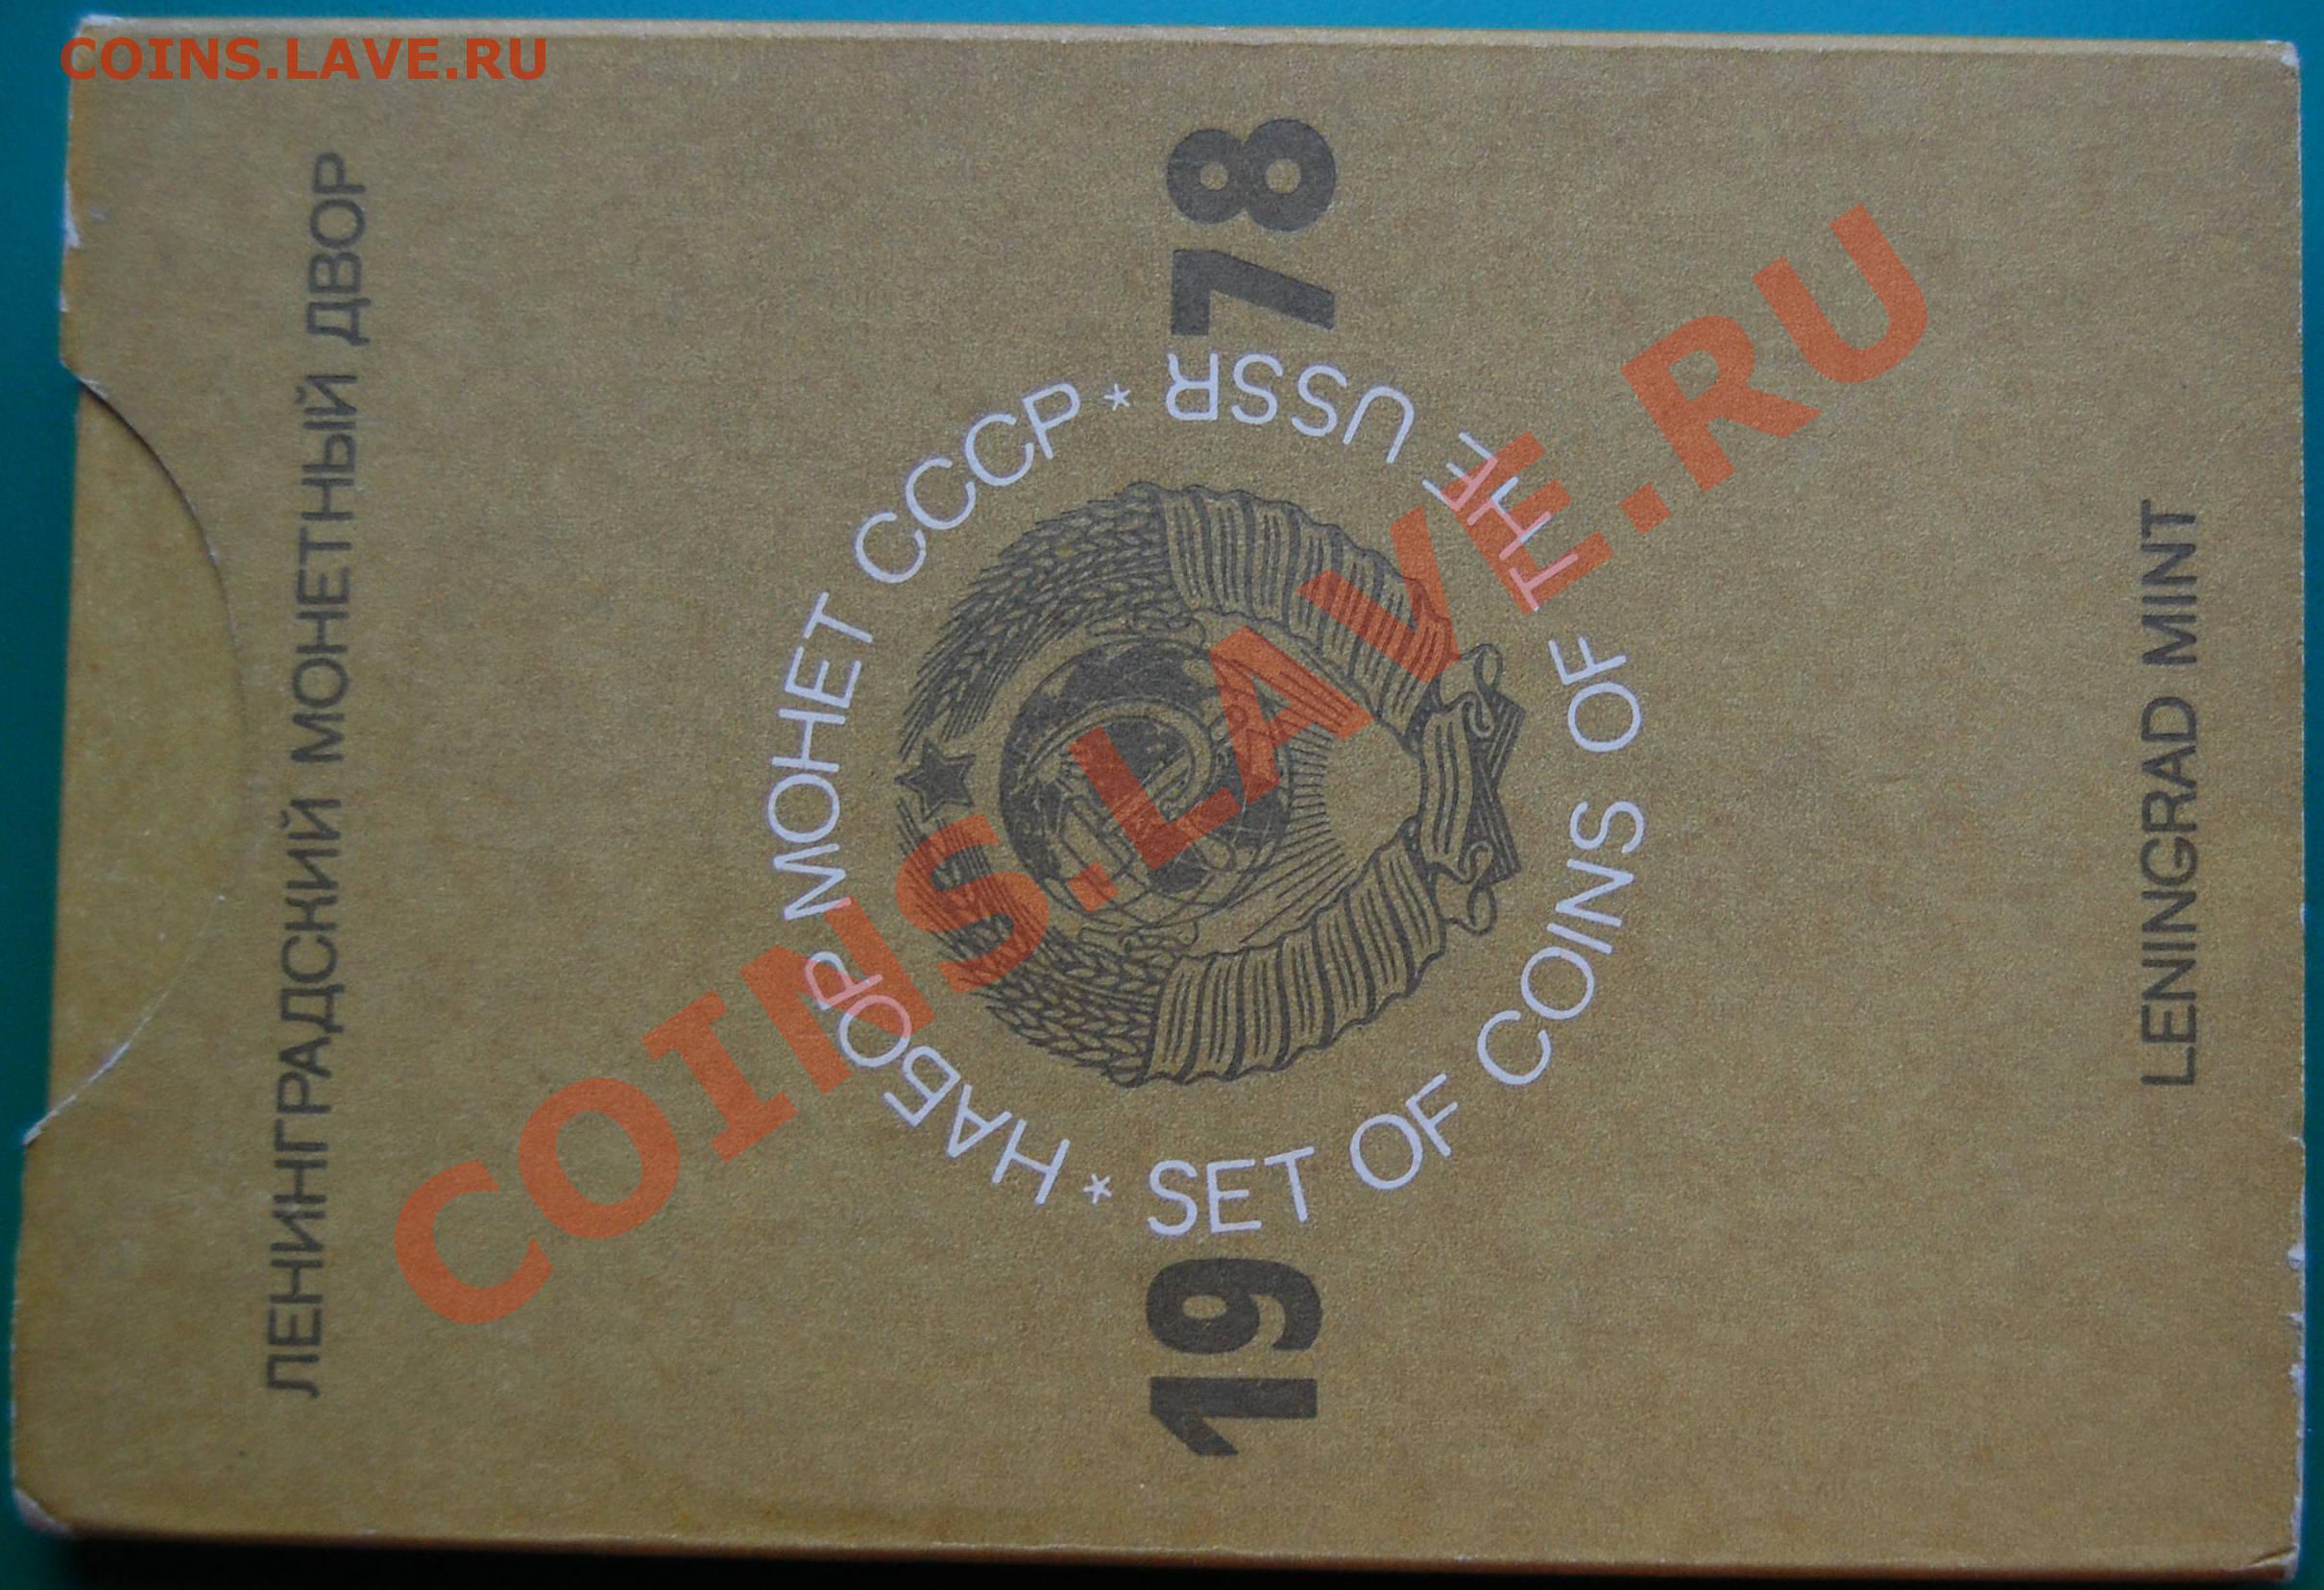 COINS.LAVE.RU
ЛЕНИНГРАДСКИЙ МОНЕТНЫЙ ДВОР
НАБОР МОНЕТ СССР *
19 78
* SET OF COINS OF THE USSR
LENINGRAD MINT
COINS.LAVE.RU